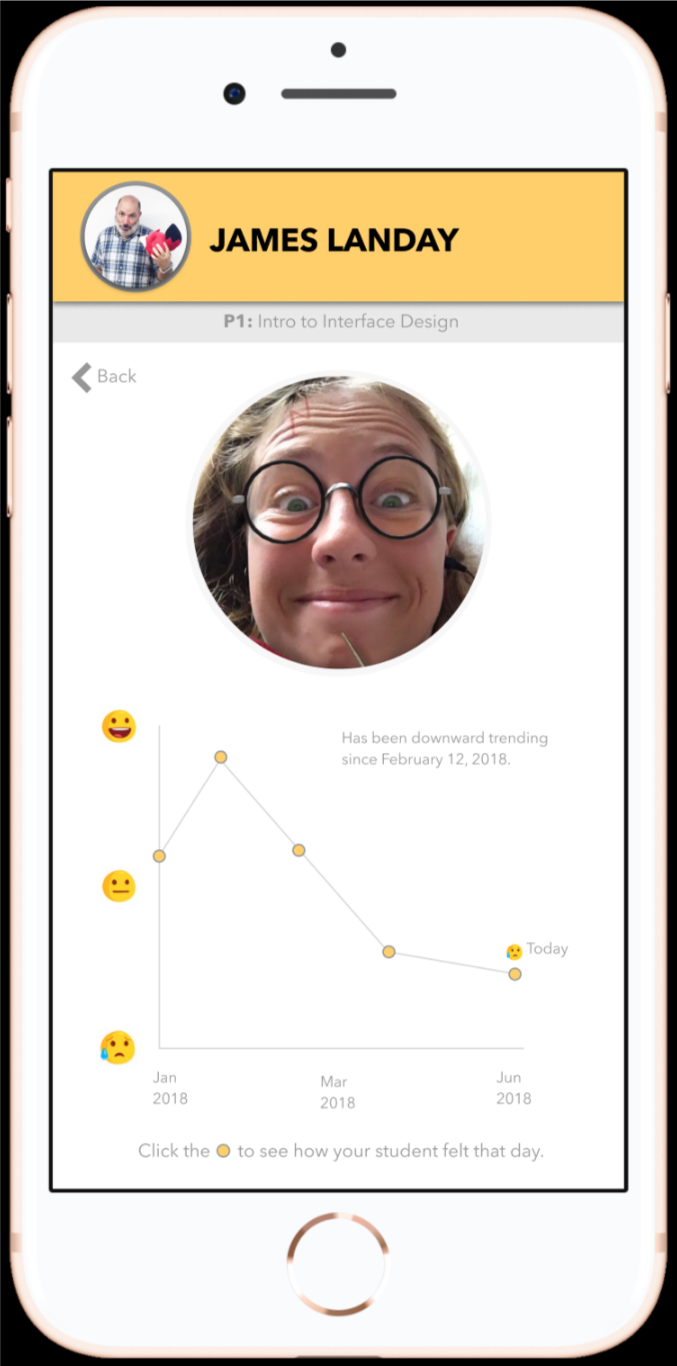 JAMES LANDAY
P1: Intro to Interface Design
Back
Has been downward trending
since February 12, 2018.
Today
Jan
2018
Mar
2018
Jun
2018
Click the to see how your student felt that day.